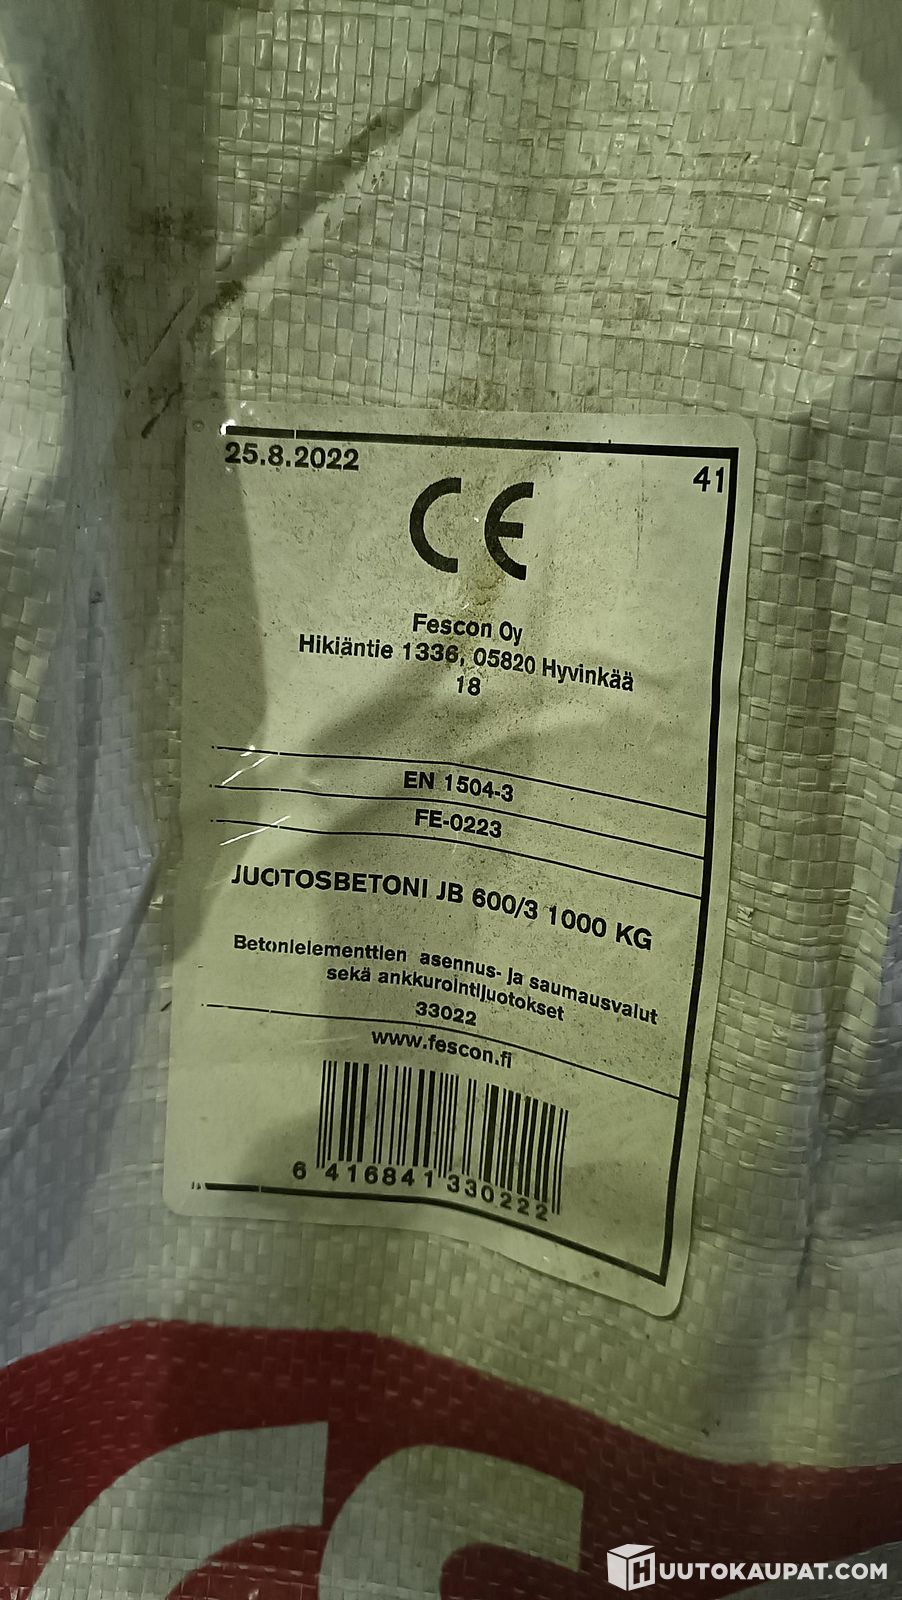 25.8.2022 41
CE
Fescon Oy
Hikiäntie 1336, 05820 Hyvinkää
18
EN 1504-3
FE-0223
JUOTOSBETONI JB 600/3 1000 KG
Betonielementtien asennus- ja saumausvalut
sekä ankkurointijuotokset
33022
www.fescon.fi
6 416841 330222
HUUTOKAUPAT.COM